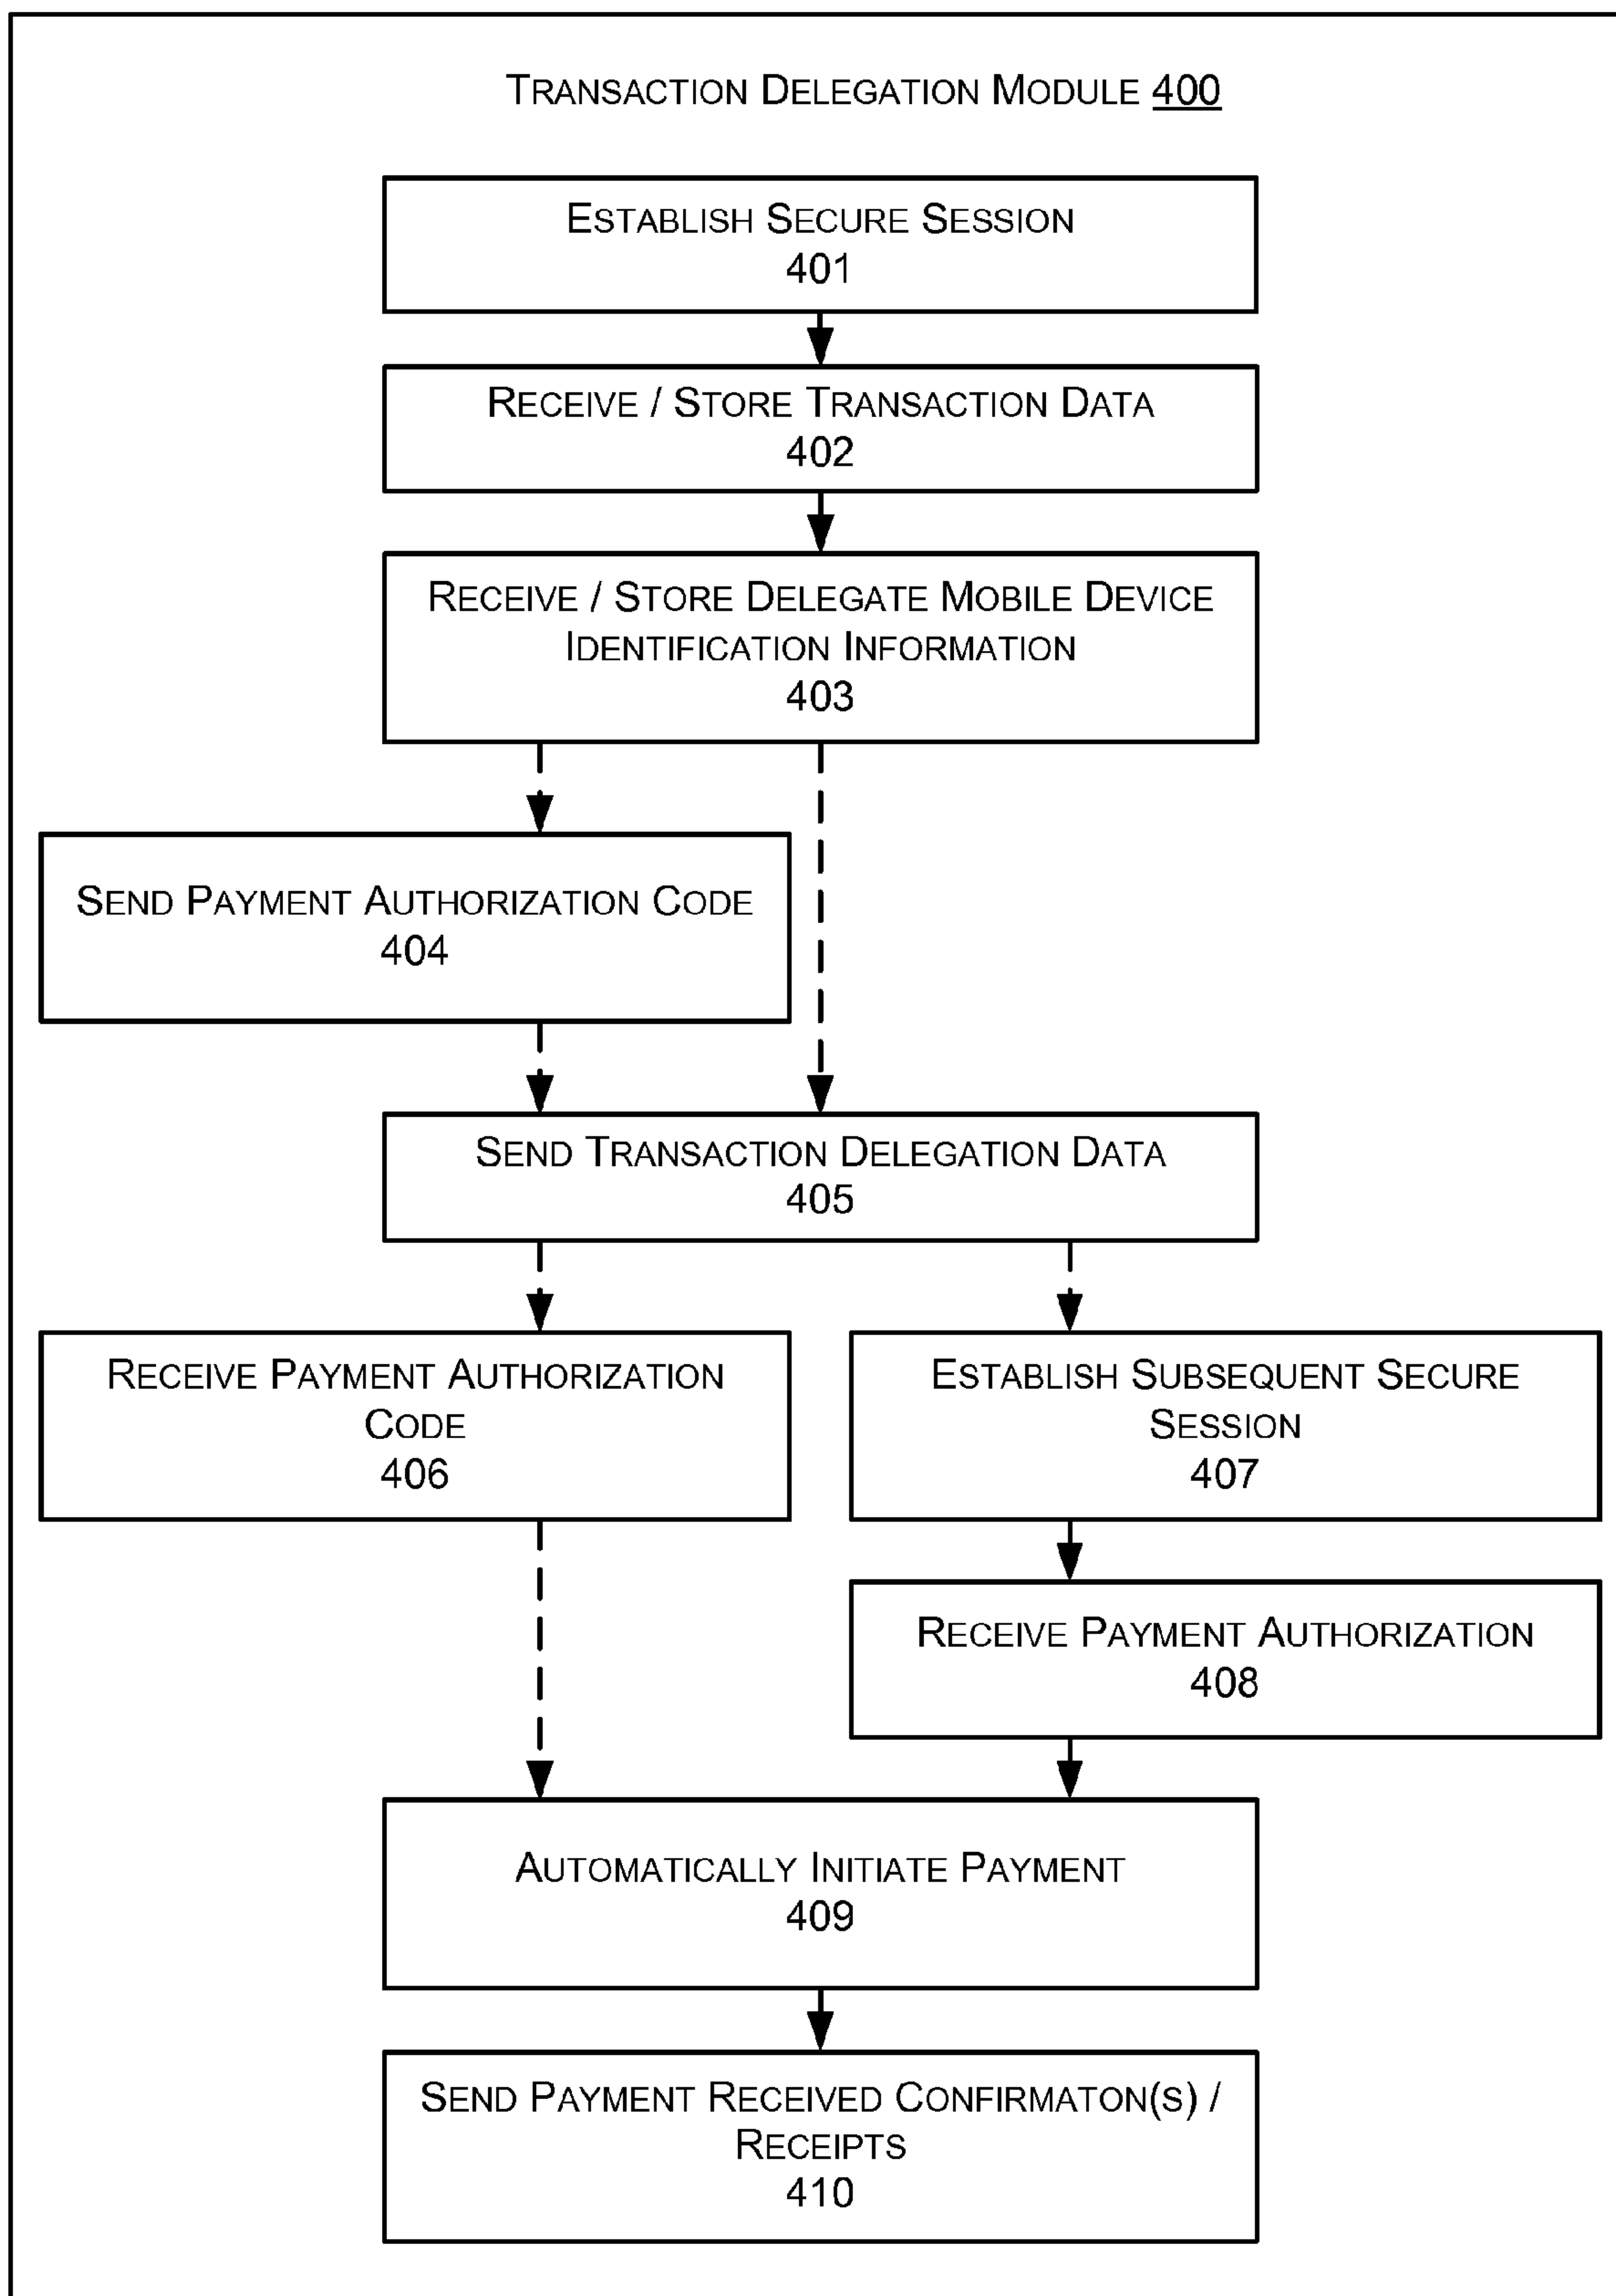 TRANSACTION DELEGATION MODULE 400
ESTABLISH SECURE SESSION
401
RECEIVE / STORE TRANSACTION DATA
402
RECEIVE / STORE DELEGATE MOBILE DEVICE
IDENTIFICATION INFORMATION
403
SEND PAYMENT AUTHORIZATION CODE
404
SEND TRANSACTION DELEGATION DATA
405
RECEIVE PAYMENT AUTHORIZATION
CODE
406
ESTABLISH SUBSEQUENT SECURE
SESSION
407
RECEIVE PAYMENT AUTHORIZATION
408
AUTOMATICALLY INITIATE PAYMENT
409
SEND PAYMENT RECEIVED CONFIRMATON(S) /
RECEIPTS
410